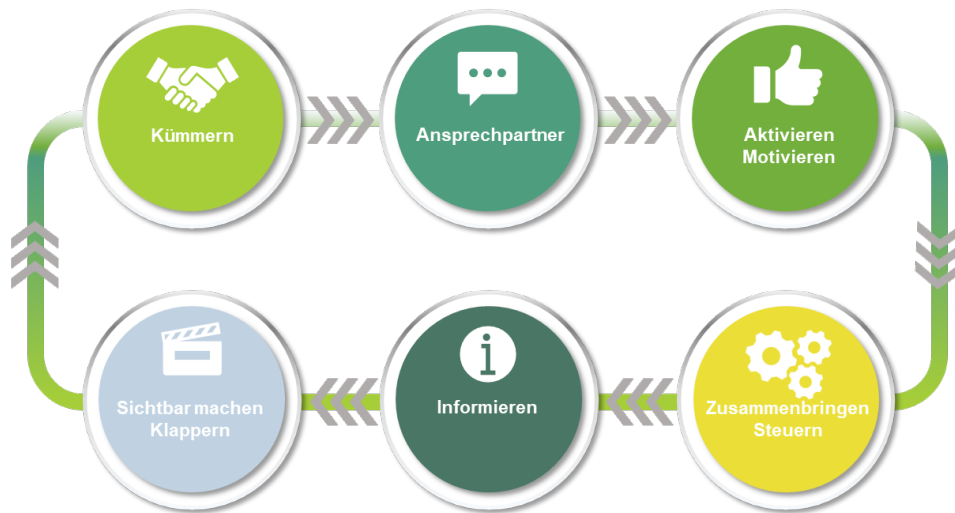 Kümmern
Ansprechpartner
Aktivieren
Motivieren
Sichtbar machen
Klappern
Informieren
Zusammenbringen
Steuern